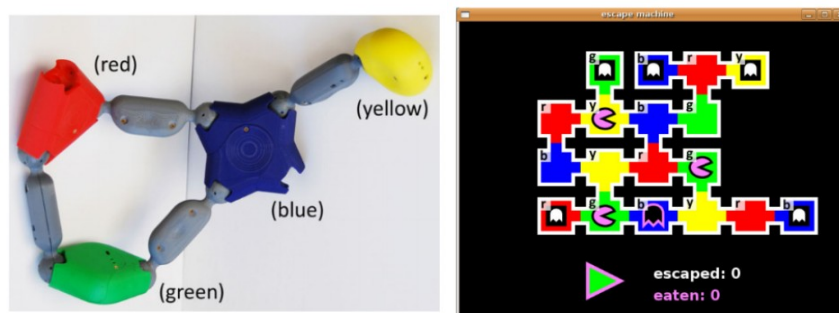 (red)
(yellow)
(blue)
(green)
escape machine
g b r y
r y b g
b y r g
r g b y r b
escaped: 0
eaten: 0